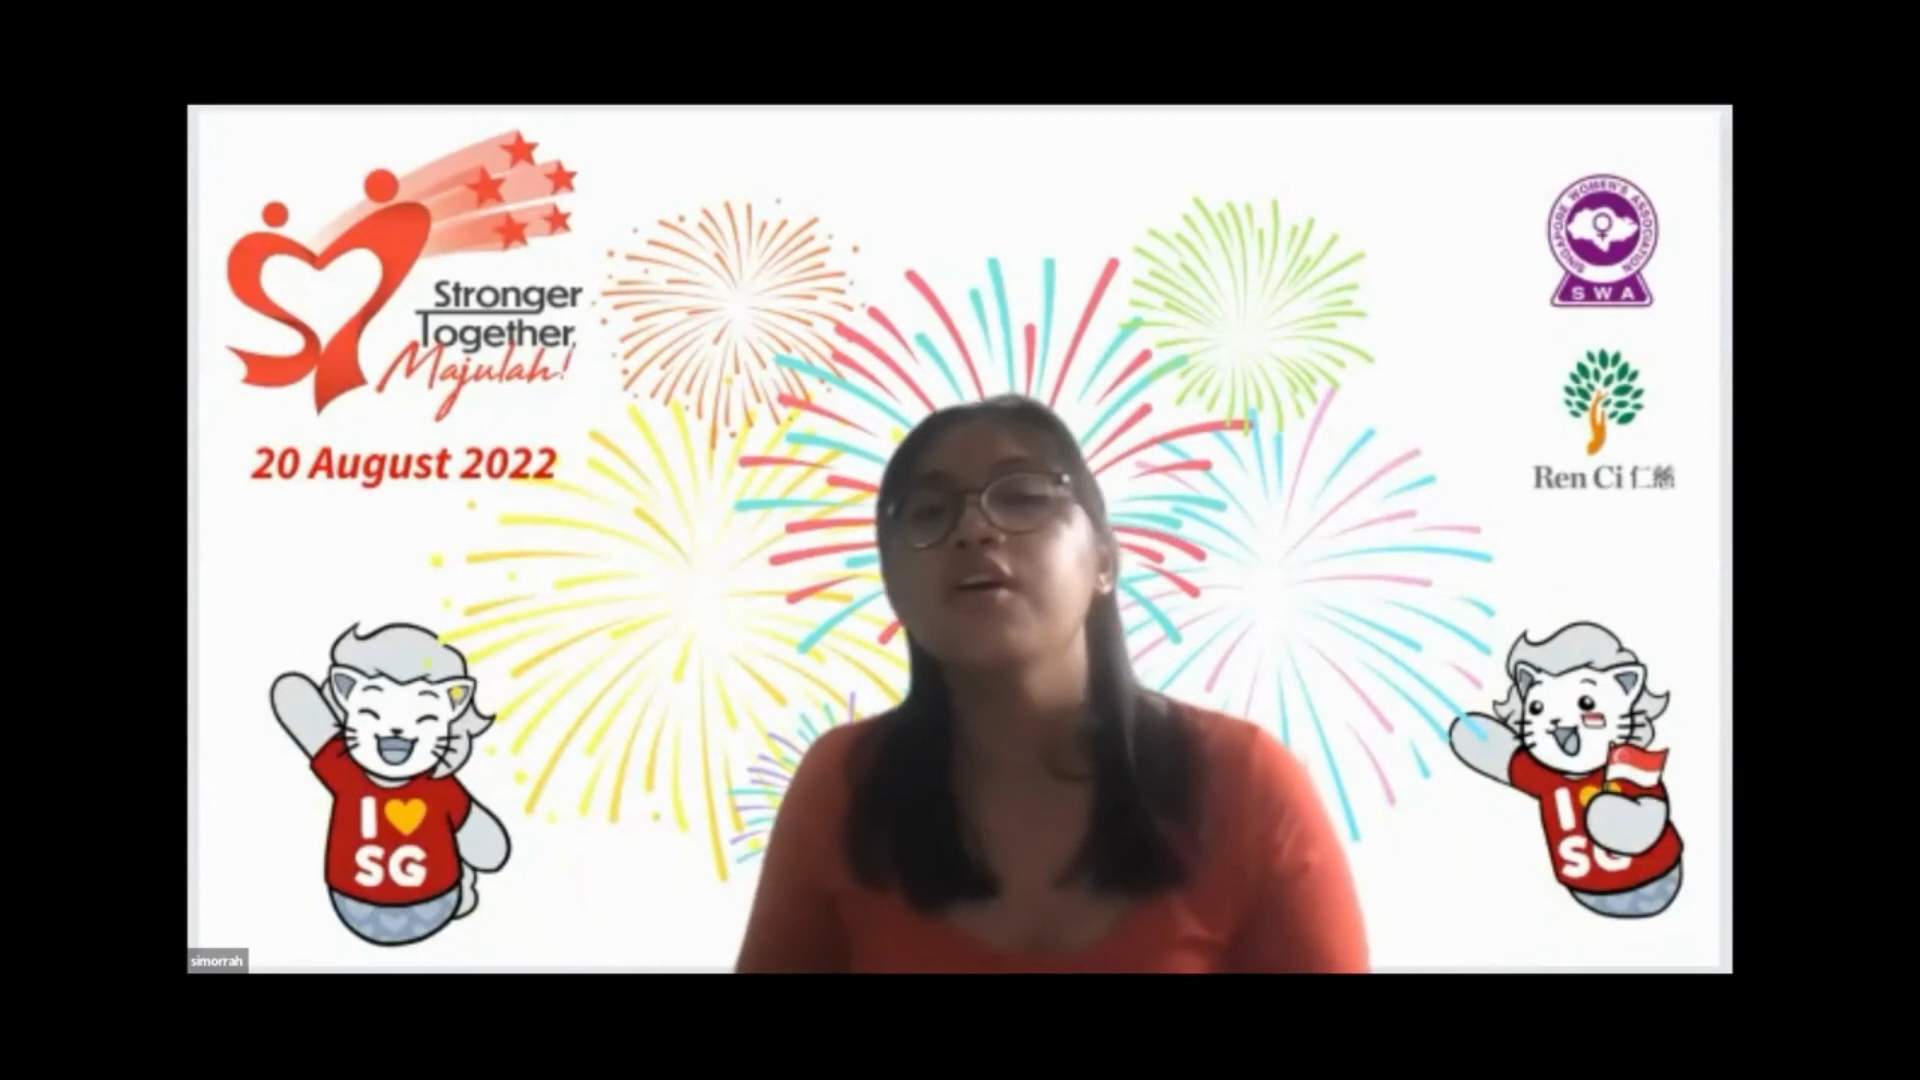 Stronger
Together,
Majulah!
20 August 2022
SINGAPORE WOMEN'S ASSOCIATION
SWA
Ren Ci 仁慈
I
SG
I
SG
simorrah